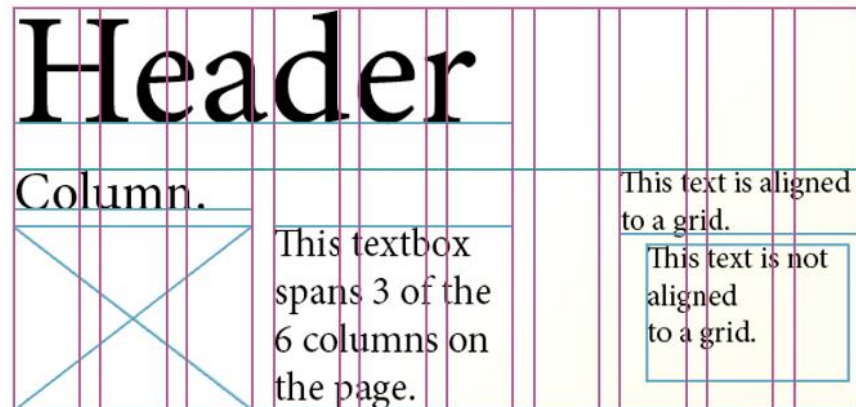 Header
Column.
This textbox
spans 3 of the
6 columns on
the page.
This text is aligned
to a grid.
This text is not
aligned
to a grid.